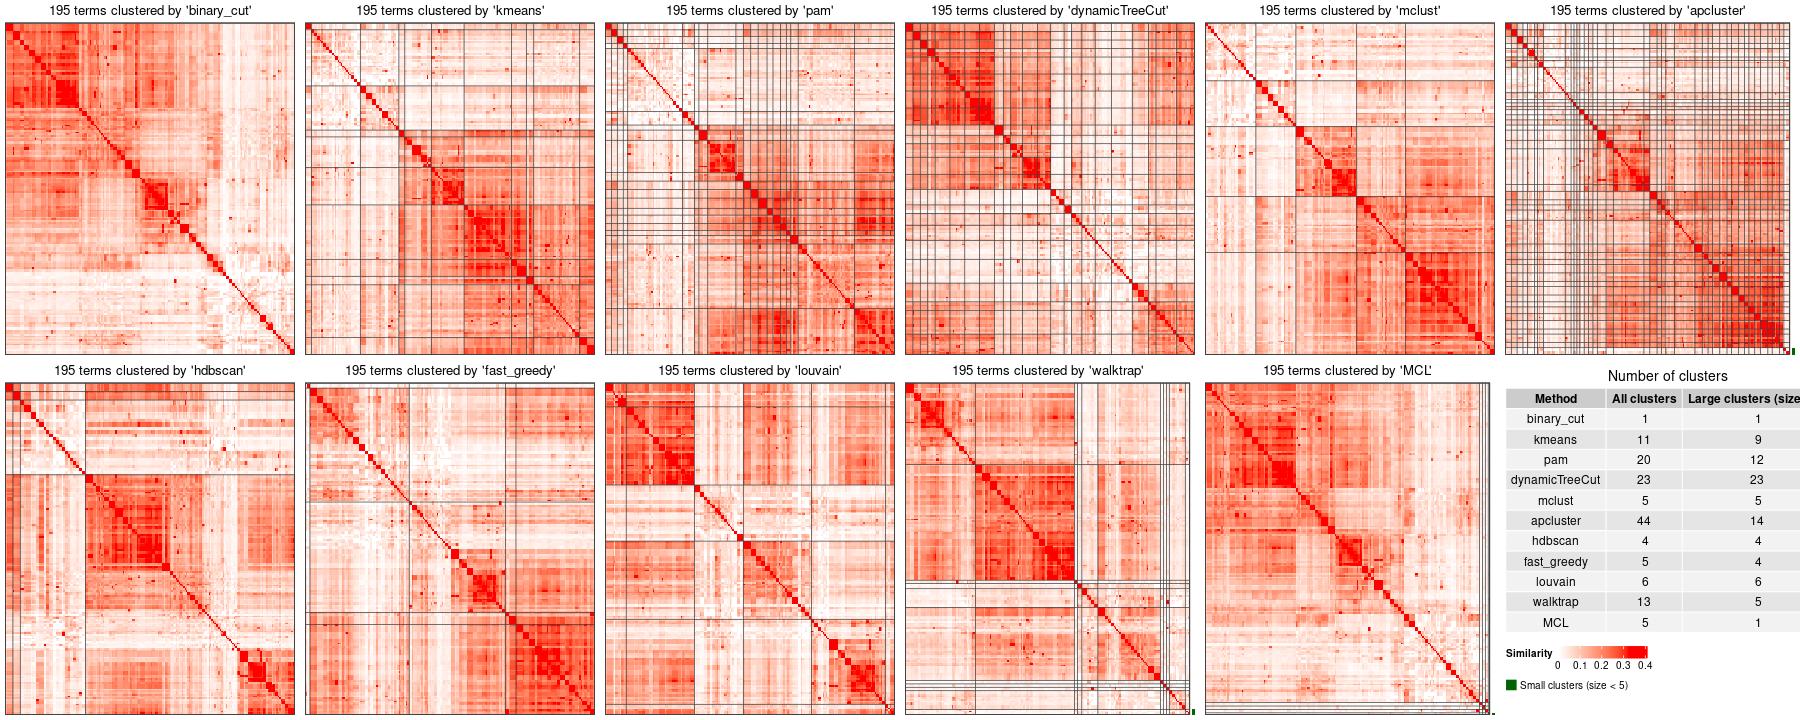 195 terms clustered by 'binary_cut'
195 terms clustered by 'kmeans'
195 terms clustered by 'pam'
195 terms clustered by 'dynamicTreeCut'
195 terms clustered by 'mclust'
195 terms clustered by 'apcluster'
195 terms clustered by 'hdbscan'
195 terms clustered by 'fast_greedy'
195 terms clustered by 'louvain'
195 terms clustered by 'walktrap'
195 terms clustered by 'MCL'
Number of clusters
Method All clusters Large clusters (size
binary_cut 1 1
kmeans 11 9
pam 20 12
dynamicTreeCut 23 23
mclust 5 5
apcluster 44 14
hdbscan 4 4
fast_greedy 5 4
louvain 6 6
walktrap 13 5
MCL 5 1
Similarity
0 0.1 0.2 0.3 0.4
Small clusters (size < 5)